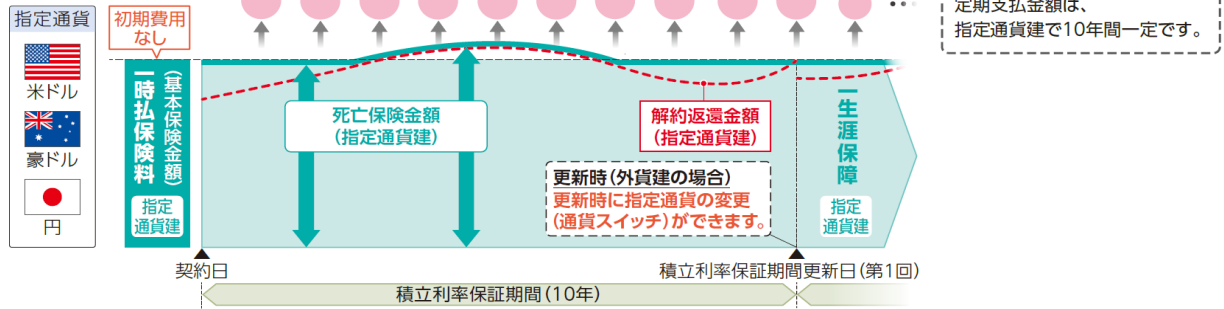 定期支払金額は、
指定通貨建で10年間一定です。
指定通貨
米ドル
豪ドル
円
初期費用
なし
一時払保険料
（基本保険金額）
指定
通貨建
死亡保険金額
（指定通貨建）
解約返還金額
（指定通貨建）
更新時（外貨建の場合）
更新時に指定通貨の変更
（通貨スイッチ）ができます。
一生涯保障
指定
通貨建
契約日
積立利率保証期間更新日（第1回）
積立利率保証期間（10年）